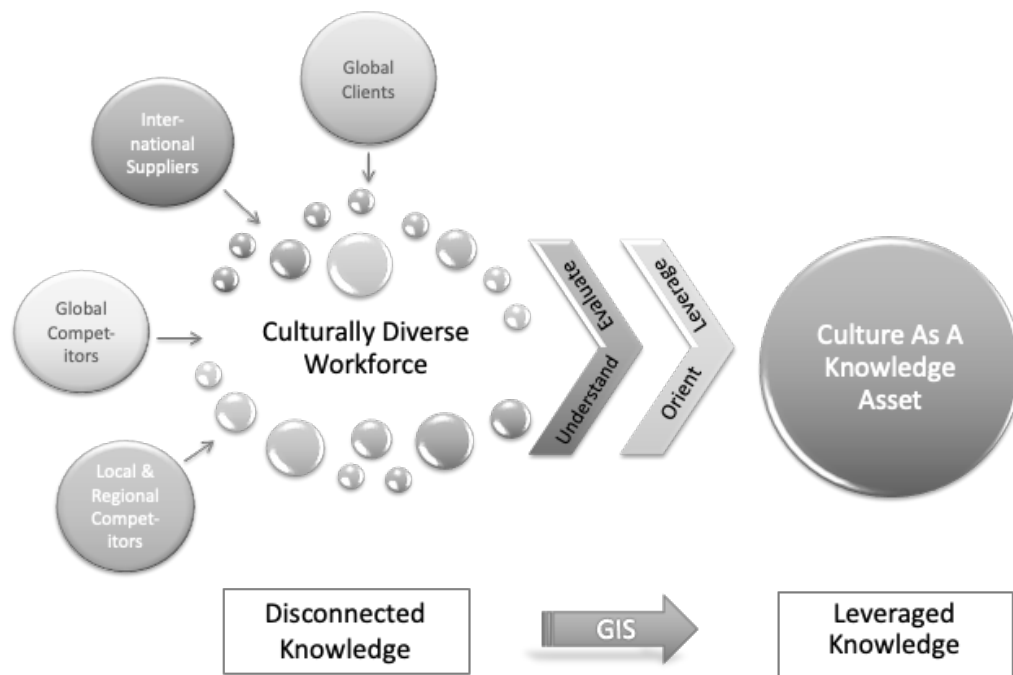 Global
Clients
Inter-
national
Suppliers
Global
Compet-
itors
Local &
Regional
Compet-
itors
Culturally Diverse
Workforce
Evaluate
Understand
Leverage
Orient
Culture As A
Knowledge
Asset
Disconnected
Knowledge
GIS
Leveraged
Knowledge